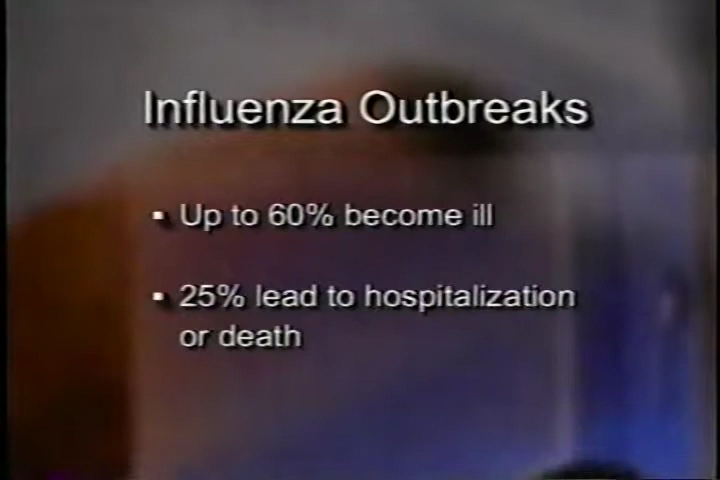 Influenza Outbreaks
▪ Up to 60% become ill
▪ 25% lead to hospitalization
or death